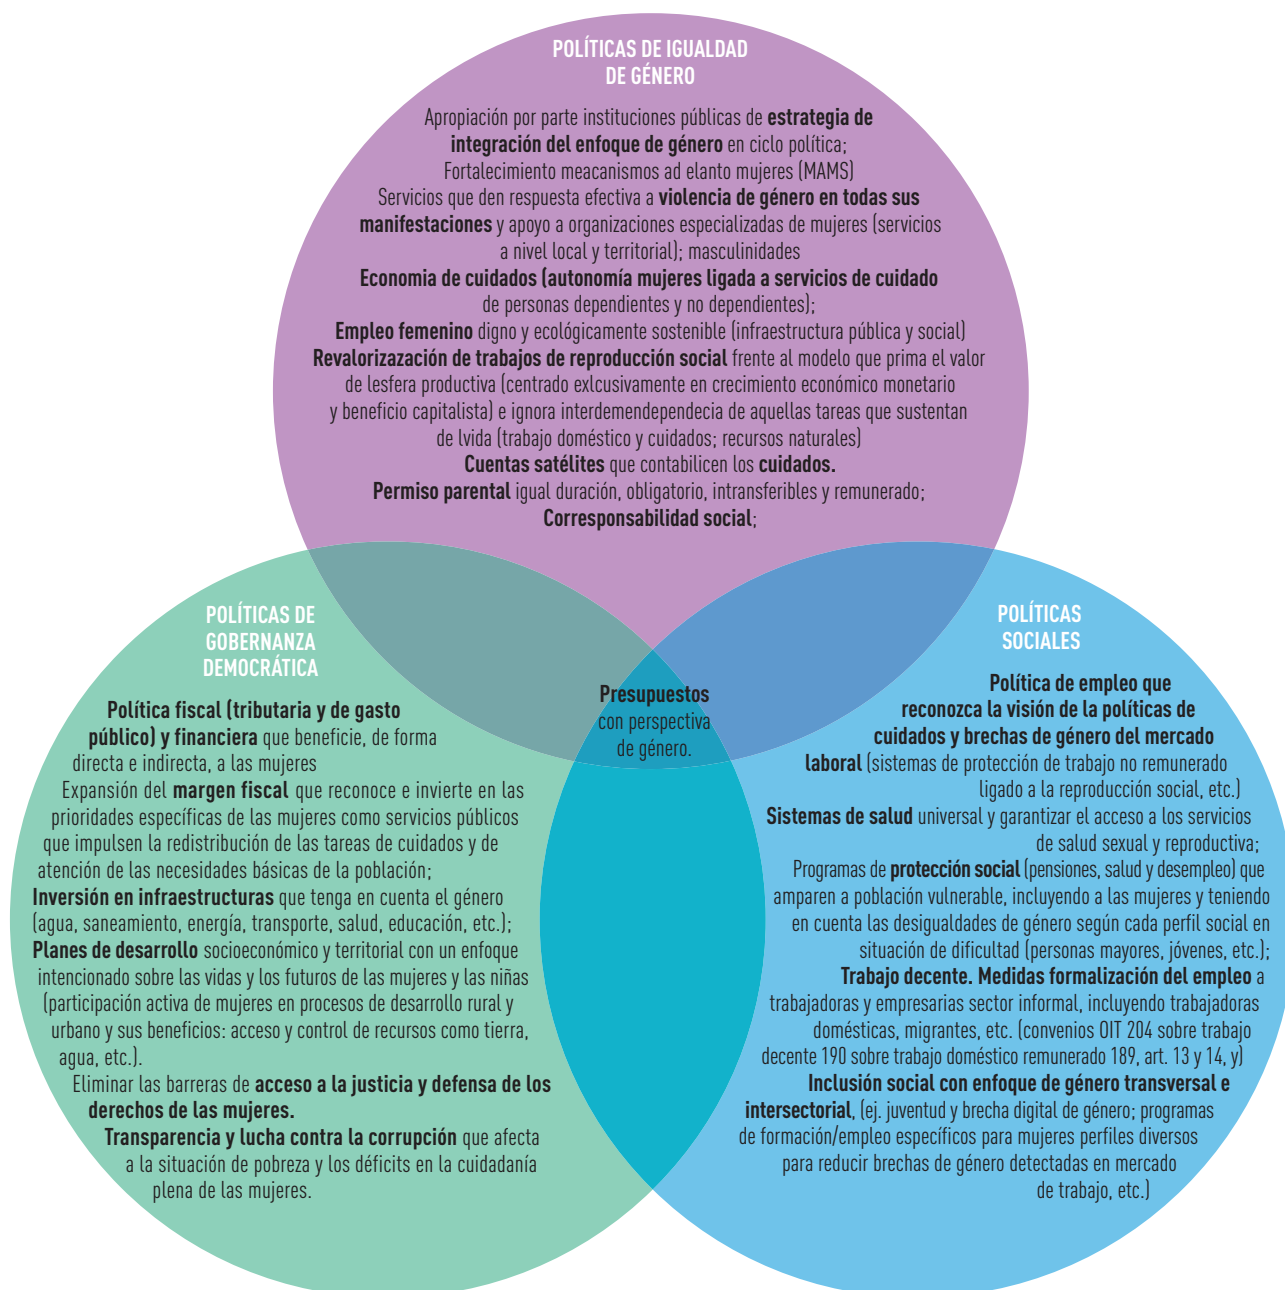 POLÍTICAS DE IGUALDAD
DE GÉNERO
Apropiación por parte instituciones públicas de estrategia de
integración del enfoque de género en ciclo política;
Fortalecimiento meacanismos ad elanto mujeres (MAMS)
Servicios que den respuesta efectiva a violencia de género en todas sus
manifestaciones y apoyo a organizaciones especializadas de mujeres (servicios
a nivel local y territorial); masculinidades
Economia de cuidados (autonomía mujeres ligada a servicios de cuidado
de personas dependientes y no dependientes);
Empleo femenino digno y ecológicamente sostenible (infraestructura pública y social)
Revalorizazación de trabajos de reproducción social frente al modelo que prima el valor
de lesfera productiva (centrado exlcusivamente en crecimiento económico monetario
y beneficio capitalista) e ignora interdemendependecia de aquellas tareas que sustentan
de lvida (trabajo doméstico y cuidados; recursos naturales)
Cuentas satélites que contabilicen los cuidados.
Permiso parental igual duración, obligatorio, intransferibles y remunerado;
Corresponsabilidad social;
POLÍTICAS DE
GOBERNANZA
DEMOCRÁTICA
Política fiscal (tributaria y de gasto
público) y financiera que beneficie, de forma
directa e indirecta, a las mujeres
Expansión del margen fiscal que reconoce e invierte en las
prioridades específicas de las mujeres como servicios públicos
que impulsen la redistribución de las tareas de cuidados y de
atención de las necesidades básicas de la población;
Inversión en infraestructuras que tenga en cuenta el género
(agua, saneamiento, energía, transporte, salud, educación, etc.);
Planes de desarrollo socioeconómico y territorial con un enfoque
intencionado sobre las vidas y los futuros de las mujeres y las niñas
(participación activa de mujeres en procesos de desarrollo rural y
urbano y sus beneficios: acceso y control de recursos como tierra,
agua, etc.).
Eliminar las barreras de acceso a la justicia y defensa de los
derechos de las mujeres.
Transparencia y lucha contra la corrupción que afecta
a la situación de pobreza y los déficits en la cuidadanía
plena de las mujeres.
Presupuestos
con perspectiva
de género.
POLÍTICAS
SOCIALES
Política de empleo que
reconozca la visión de la políticas de
cuidados y brechas de género del mercado
laboral (sistemas de protección de trabajo no remunerado
ligado a la reproducción social, etc.)
Sistemas de salud universal y garantizar el acceso a los servicios
de salud sexual y reproductiva;
Programas de protección social (pensiones, salud y desempleo) que
amparen a población vulnerable, incluyendo a las mujeres y teniendo
en cuenta las desigualdades de género según cada perfil social en
situación de dificultad (personas mayores, jóvenes, etc.);
Trabajo decente. Medidas formalización del empleo a
trabajadoras y empresarias sector informal, incluyendo trabajadoras
domésticas, migrantes, etc. (convenios OIT 204 sobre trabajo
decente 190 sobre trabajo doméstico remunerado 189, art. 13 y 14, y)
Inclusión social con enfoque de género transversal e
intersectorial, (ej. juventud y brecha digital de género; programas
de formación/empleo específicos para mujeres perfiles diversos
para reducir brechas de género detectadas en mercado
de trabajo, etc.)